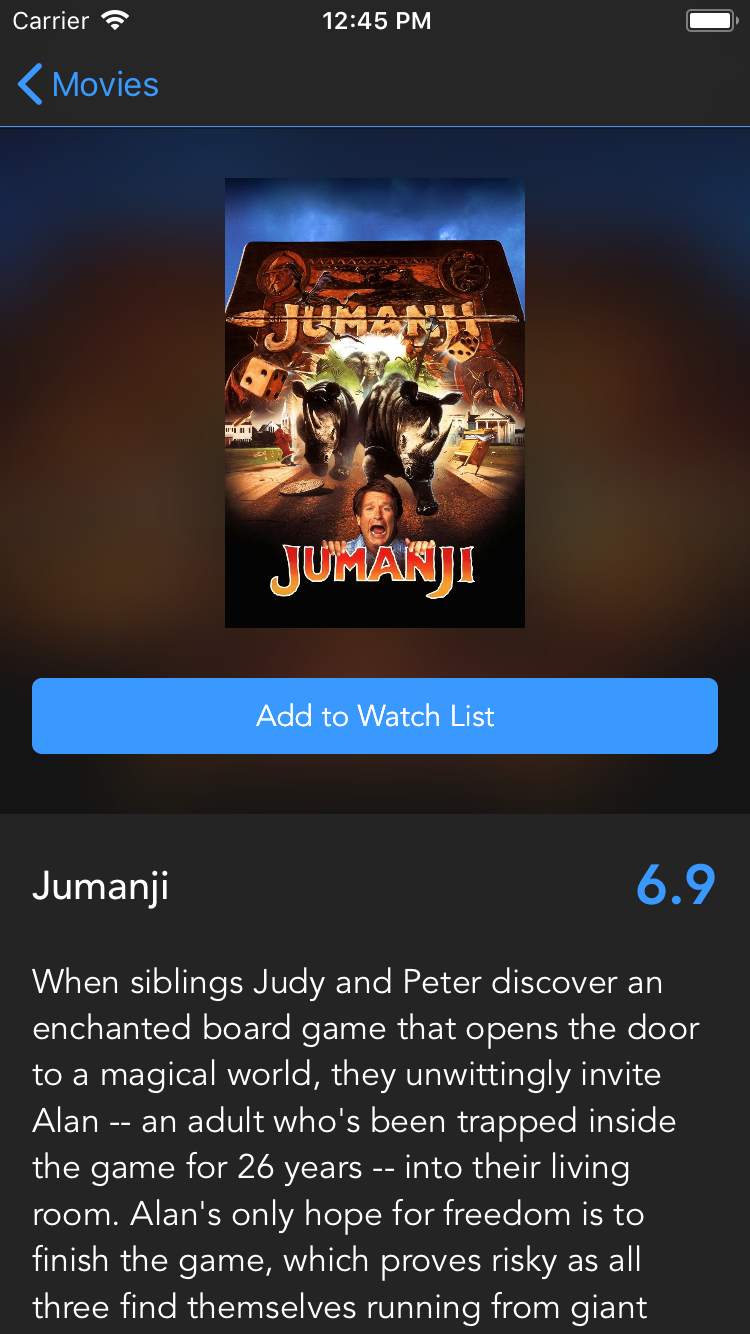 Carrier 12:45 PM
Movies
JUMANJI
JUMANJI
Add to Watch List
Jumanji 6.9
When siblings Judy and Peter discover an
enchanted board game that opens the door
to a magical world, they unwittingly invite
Alan -- an adult who's been trapped inside
the game for 26 years -- into their living
room. Alan's only hope for freedom is to
finish the game, which proves risky as all
three find themselves running from giant